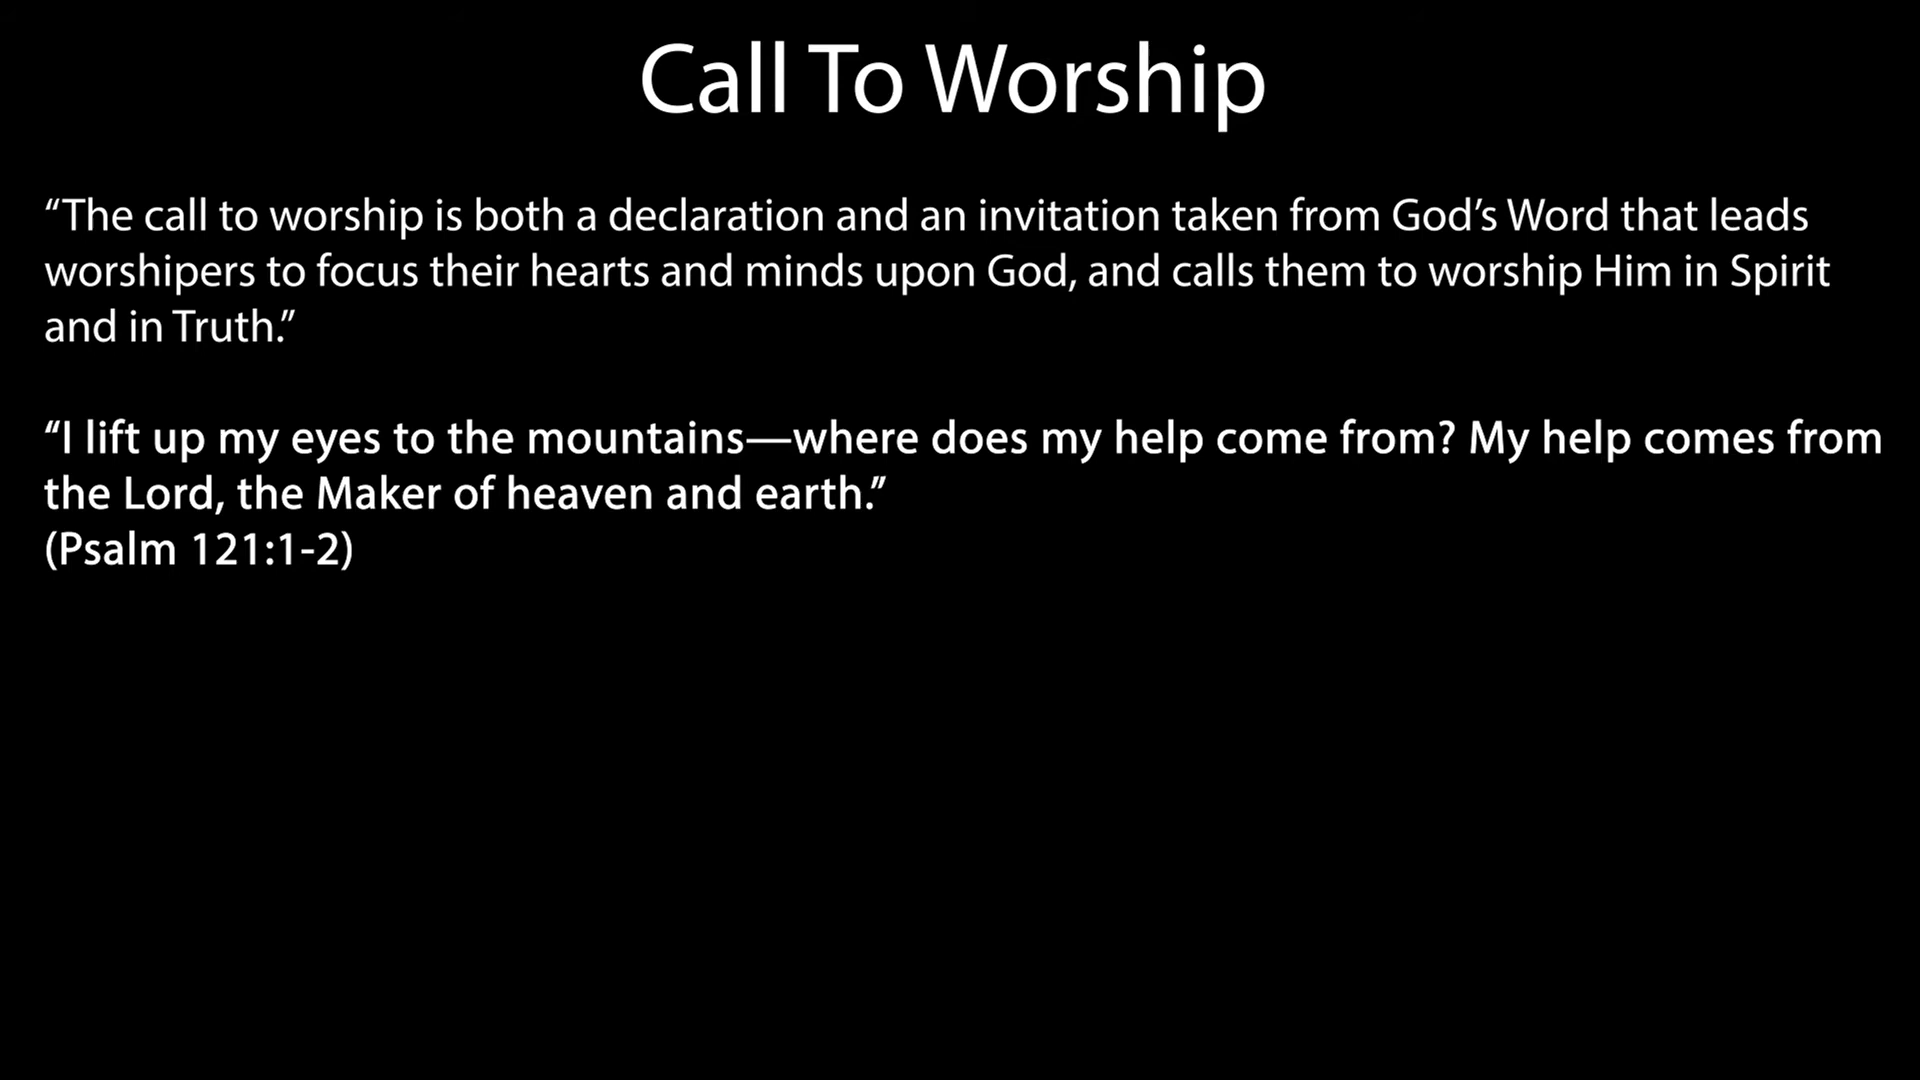 Call To Worship
“The call to worship is both a declaration and an invitation taken from God’s Word that leads
worshipers to focus their hearts and minds upon God, and calls them to worship Him in Spirit
and in Truth.”
“I lift up my eyes to the mountains—where does my help come from? My help comes from
the Lord, the Maker of heaven and earth.”
(Psalm 121:1-2)